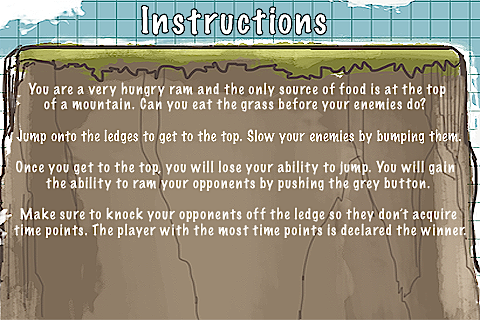 Instructions
You are a very hungry ram and the only source of food is at the top
of a mountain. Can you eat the grass before your enemies do?
Jump onto the ledges to get to the top. Slow your enemies by bumping them.
Once you get to the top, you will lose your ability to jump. You will gain
the ability to ram your opponents by pushing the grey button.
Make sure to knock your opponents off the ledge so they don't acquire
time points. The player with the most time points is declared the winner.